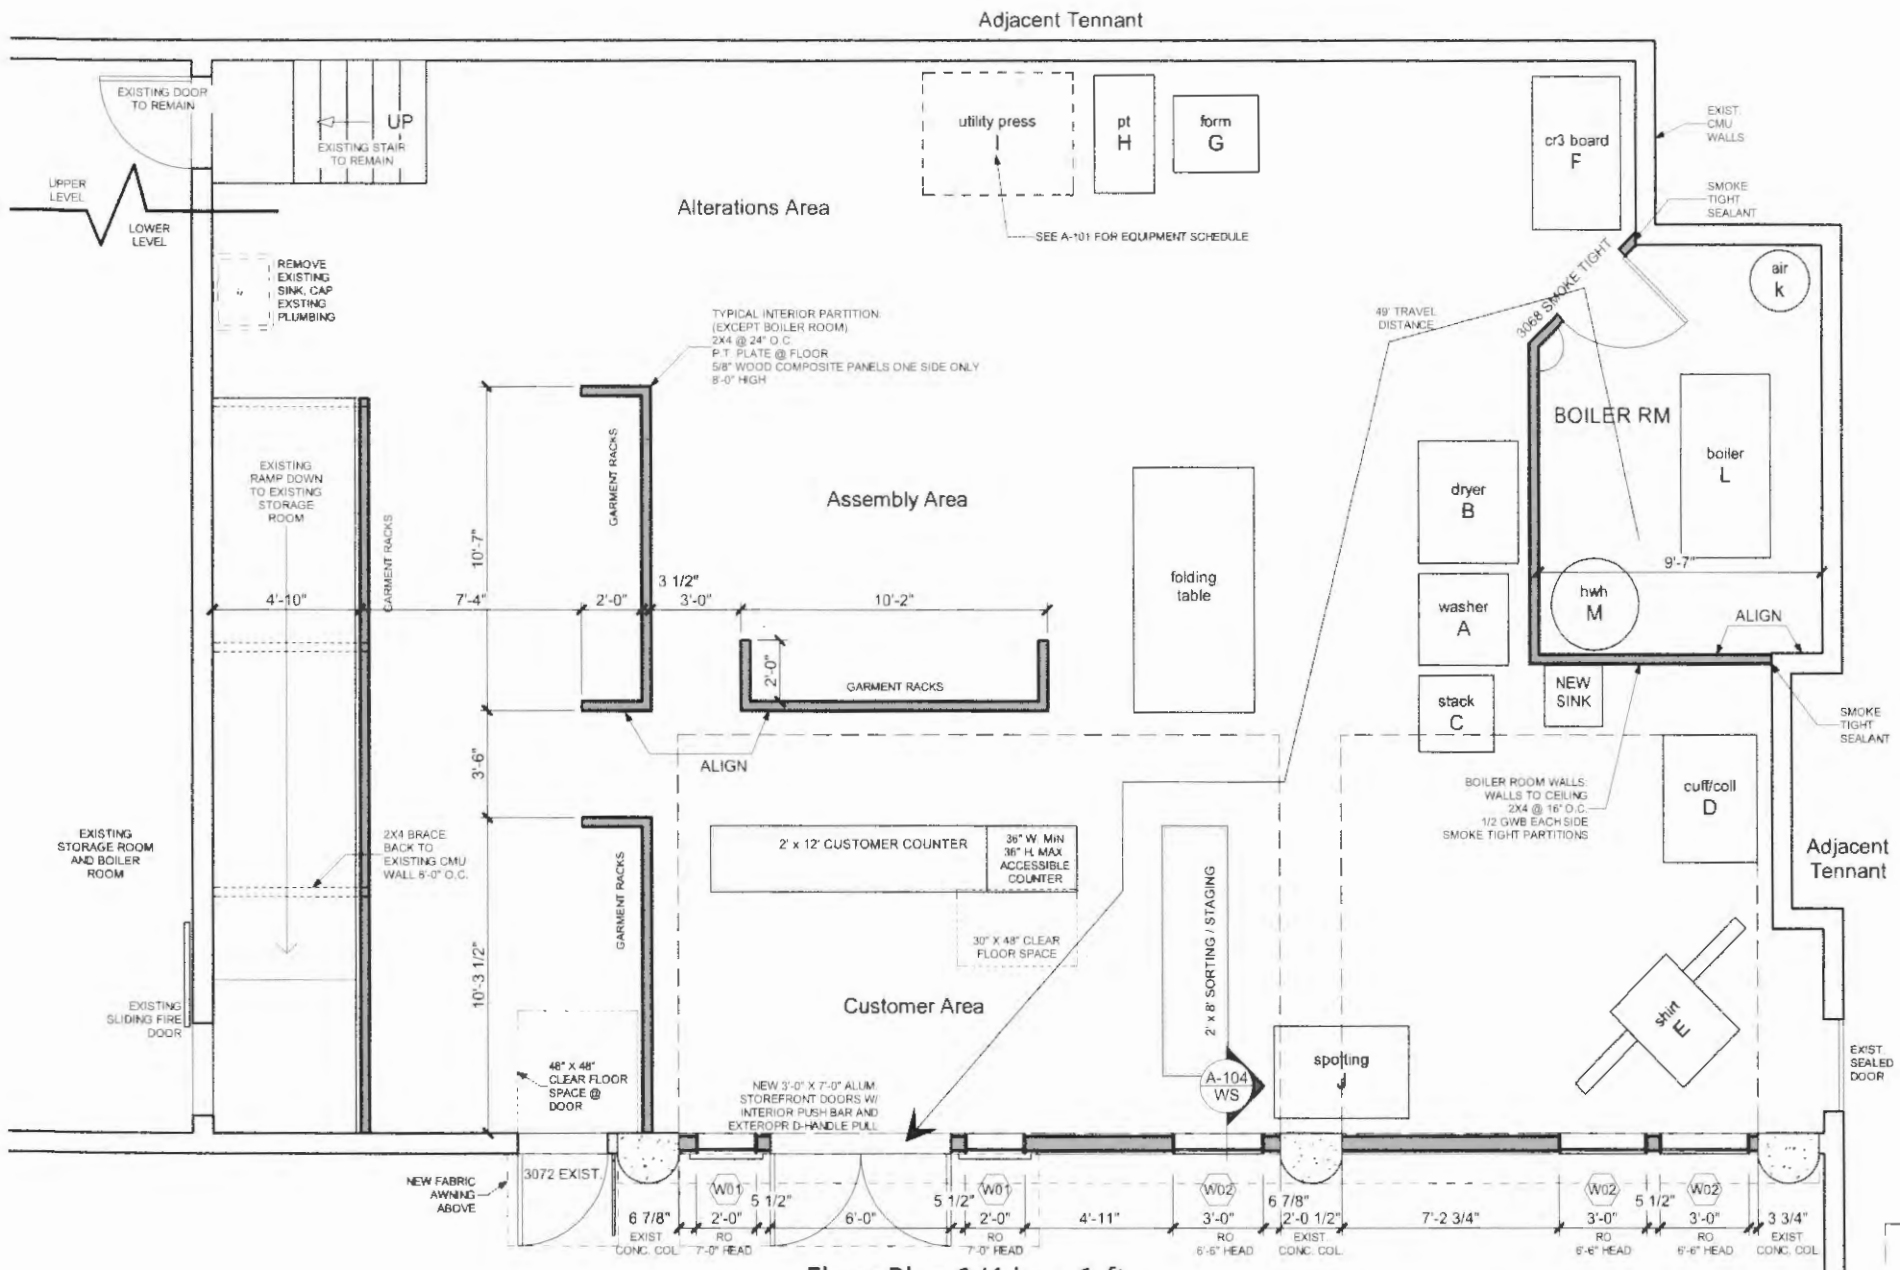 Adjacent Tennant
EXISTING DOOR
TO REMAIN
UP
EXISTING STAIR
TO REMAIN
utility press
I
pt
H
form
G
cr3 board
F
EXIST.
CMU
WALLS
UPPER
LEVEL
LOWER
LEVEL
Alterations Area
SMOKE
TIGHT
SEALANT
SEE A-101 FOR EQUIPMENT SCHEDULE
REMOVE
EXISTING
SINK, CAP
EXSTING
PLUMBING
3068 SMOKE TIGHT
air
k
TYPICAL INTERIOR PARTITION:
(EXCEPT BOILER ROOM)
2X4 @ 24" O.C.
P.T. PLATE @ FLOOR
5/8" WOOD COMPOSITE PANELS ONE SIDE ONLY
8'-0" HIGH
49' TRAVEL
DISTANCE
BOILER RM
boiler
L
EXISTING
RAMP DOWN
TO EXISTING
STORAGE
ROOM
GARMENT RACKS
GARMENT RACKS
10'-7"
Assembly Area
dryer
B
folding
table
9'-7"
4'-10"
7'-4"
2'-0"
3 1/2"
3'-0"
10'-2"
washer
A
hwh
M
ALIGN
2'-0"
GARMENT RACKS
stack
C
NEW
SINK
SMOKE
TIGHT
SEALANT
3'-6"
ALIGN
BOILER ROOM WALLS:
WALLS TO CEILING
2X4 @ 16" O.C.
1/2 GWB EACH SIDE
SMOKE TIGHT PARTITIONS
cuff/coll
D
EXISTING
STORAGE ROOM
AND BOILER
ROOM
2X4 BRACE
BACK TO
EXISTING CMU
WALL 6'-0" O.C.
2' x 12' CUSTOMER COUNTER
36" W. MIN
36" H. MAX
ACCESSIBLE
COUNTER
Adjacent
Tennant
GARMENT RACKS
30" X 48" CLEAR
FLOOR SPACE
2' x 8' SORTING / STAGING
10'-3 1/2"
EXISTING
SLIDING FIRE
DOOR
Customer Area
shirt
E
48" X 48"
CLEAR FLOOR
SPACE @
DOOR
NEW 3'-0" X 7'-0" ALUM.
STOREFRONT DOORS W/
INTERIOR PUSH BAR AND
EXTEROPR D-HANDLE PULL
A-104
WS
spotting
J
EXIST.
SEALED
DOOR
NEW FABRIC
AWNING
ABOVE
3072 EXIST.
W01
W01
W02
W02
W02
6 7/8"
2'-0"
5 1/2"
6'-0"
5 1/2"
2'-0"
4'-11"
3'-0"
6 7/8"
2'-0 1/2"
7'-2 3/4"
3'-0"
5 1/2"
3'-0"
3 3/4"
EXIST
CONC. COL.
RO
7'-0" HEAD
RO
7'-0" HEAD
RO
6'-6" HEAD
EXIST
CONC. COL.
RO
6'-6" HEAD
RO
6'-6" HEAD
EXIST
CONC. COL.